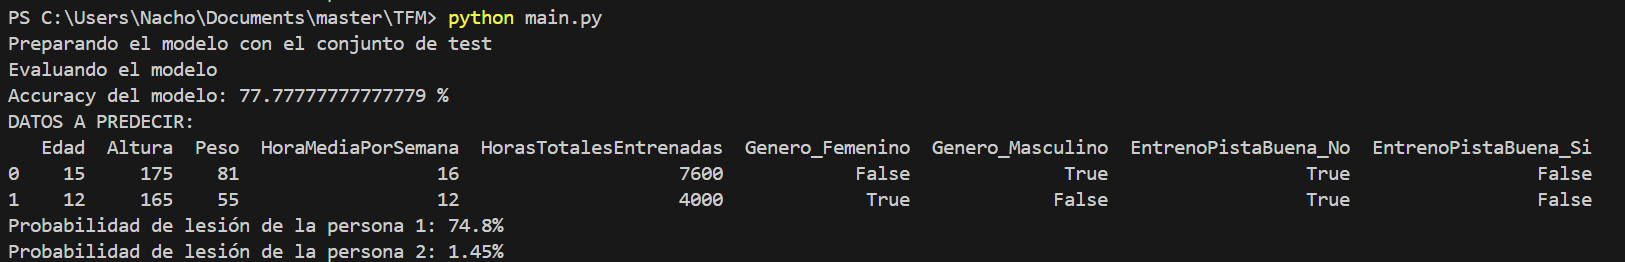 PS C:\Users\Nacho\Documents\master\TFM> python main.py
Preparando el modelo con el conjunto de test
Evaluando el modelo
Accuracy del modelo: 77.77777777777779 %
DATOS A PREDECIR:
   Edad  Altura  Peso  HoraMediaPorSemana  HorasTotalesEntrenadas  Genero_Femenino  Genero_Masculino  EntrenoPistaBuena_No  EntrenoPistaBuena_Si
0    15     175    81                  16                    7600            False              True                  True                 False
1    12     165    55                  12                    4000             True             False                  True                 False
Probabilidad de lesión de la persona 1: 74.8%
Probabilidad de lesión de la persona 2: 1.45%